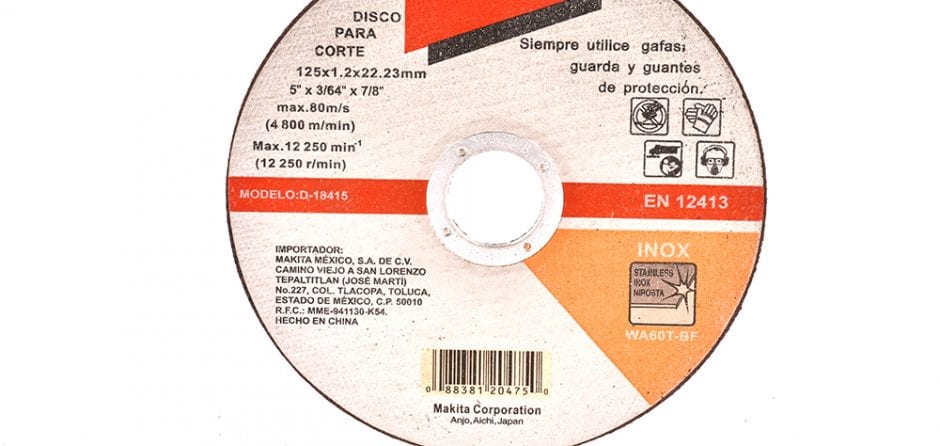 DISCO
PARA
CORTE
125x1.2x22.23mm
5" x 3/64" x 7/8"
max.80m/s
(4 800 m/min)
Max.12 250 min⁻¹
(12 250 r/min)
Siempre utilice gafas,
guarda y guantes
de protección.
MODELO:D-18415
EN 12413
IMPORTADOR:
MAKITA MÉXICO, S.A. DE C.V.
CAMINO VIEJO A SAN LORENZO
TEPALTITLAN (JOSÉ MARTÍ)
No.227, COL. TLACOPA, TOLUCA,
ESTADO DE MÉXICO, C.P. 50010
R.F.C.: MME-941130-K54.
HECHO EN CHINA
INOX
STAINLESS
INOX
NIROSTA
WA60T-BF
0 88381 20475 0
Makita Corporation
Anjo, Aichi, Japan